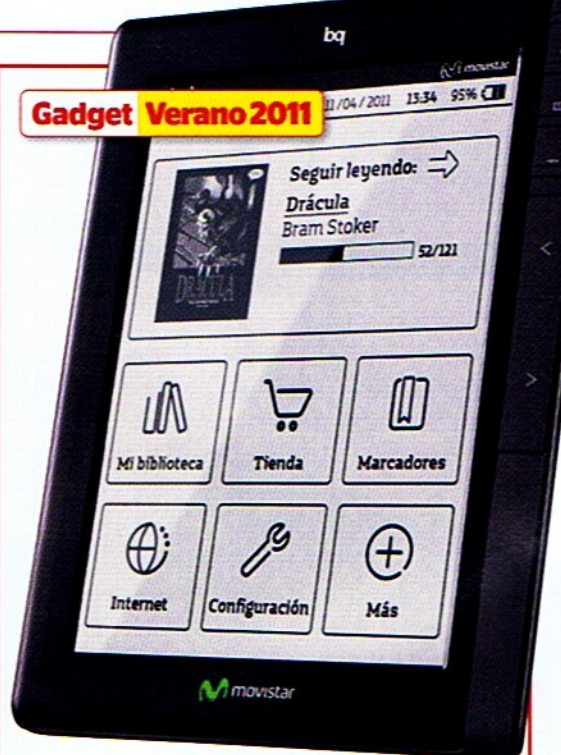 bq
movistar
Gadget Verano 2011
11/04/2011 13:34 95%
Seguir leyendo:
Drácula
Bram Stoker
52/121
DRACULA
Mi biblioteca
Tienda
Marcadores
Internet
Configuración
Más
movistar